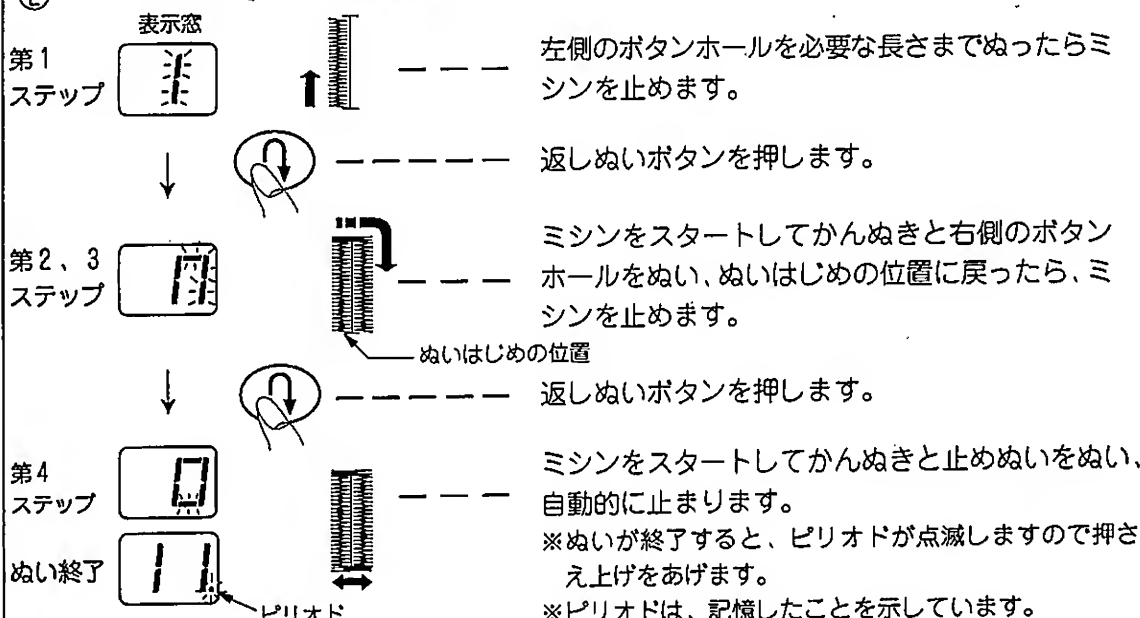 Ⓔ
表示窓
第1
ステップ
左側のボタンホールを必要な長さまでぬったらミ
シンを止めます。
返しぬいボタンを押します。
第2、3
ステップ
ミシンをスタートしてかんぬきと右側のボタン
ホールをぬい、ぬいはじめの位置に戻ったら、ミ
シンを止めます。
ぬいはじめの位置
返しぬいボタンを押します。
第4
ステップ
ミシンをスタートしてかんぬきと止めぬいをぬい、
自動的に止まります。
※ぬいが終了すると、ピリオドが点滅しますので押さ
え上げをあげます。
ぬい終了
11.
ピリオド
※ピリオドは、記憶したことを示しています。